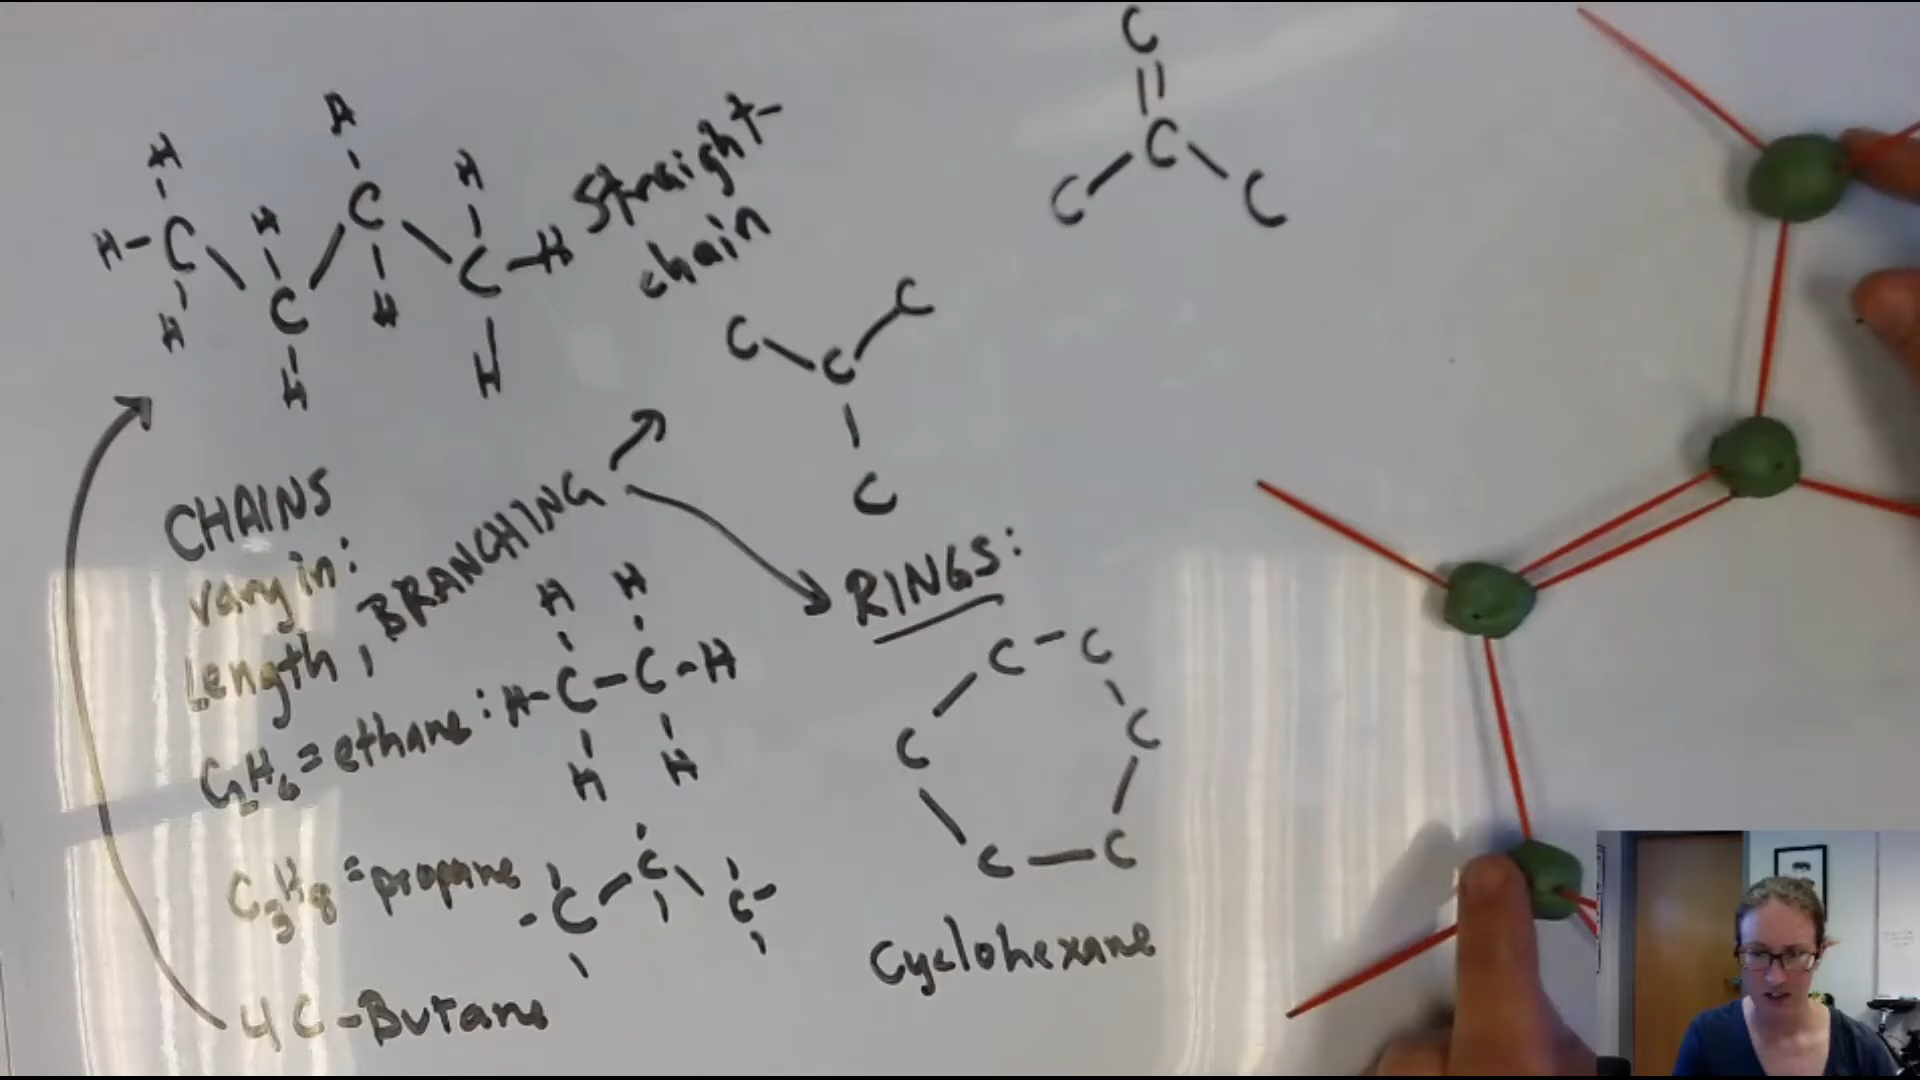 H H H H
H-C C C C-H
H H H H
Straight-
chain
C
C
C C
C C
C
C
CHAINS
vary in:
Length, BRANCHING
RINGS:
H H
C2H6 = ethane: H-C-C-H
H H
C3H8 = propane C C C
4C-Butane
C-C
C C
C-C
Cyclohexane